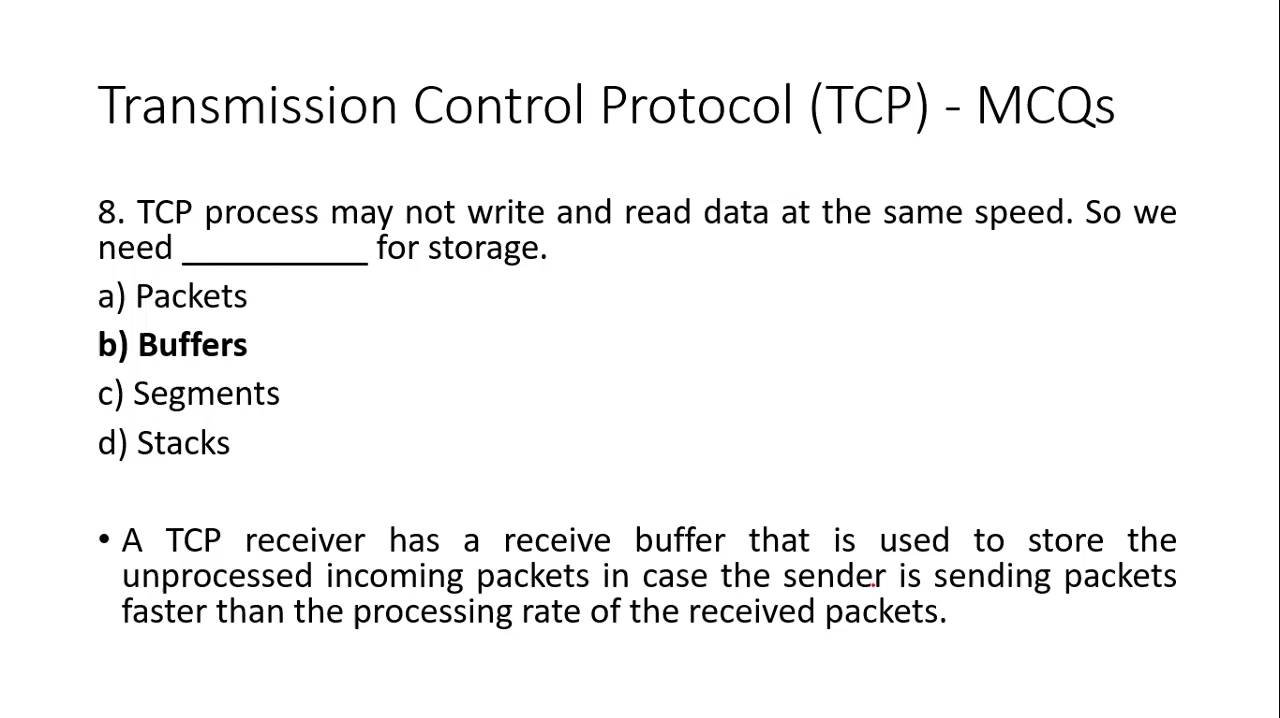 Transmission Control Protocol (TCP) - MCQs
8. TCP process may not write and read data at the same speed. So we
need ___________ for storage.
a) Packets
b) Buffers
c) Segments
d) Stacks
• A TCP receiver has a receive buffer that is used to store the
unprocessed incoming packets in case the sender is sending packets
faster than the processing rate of the received packets.